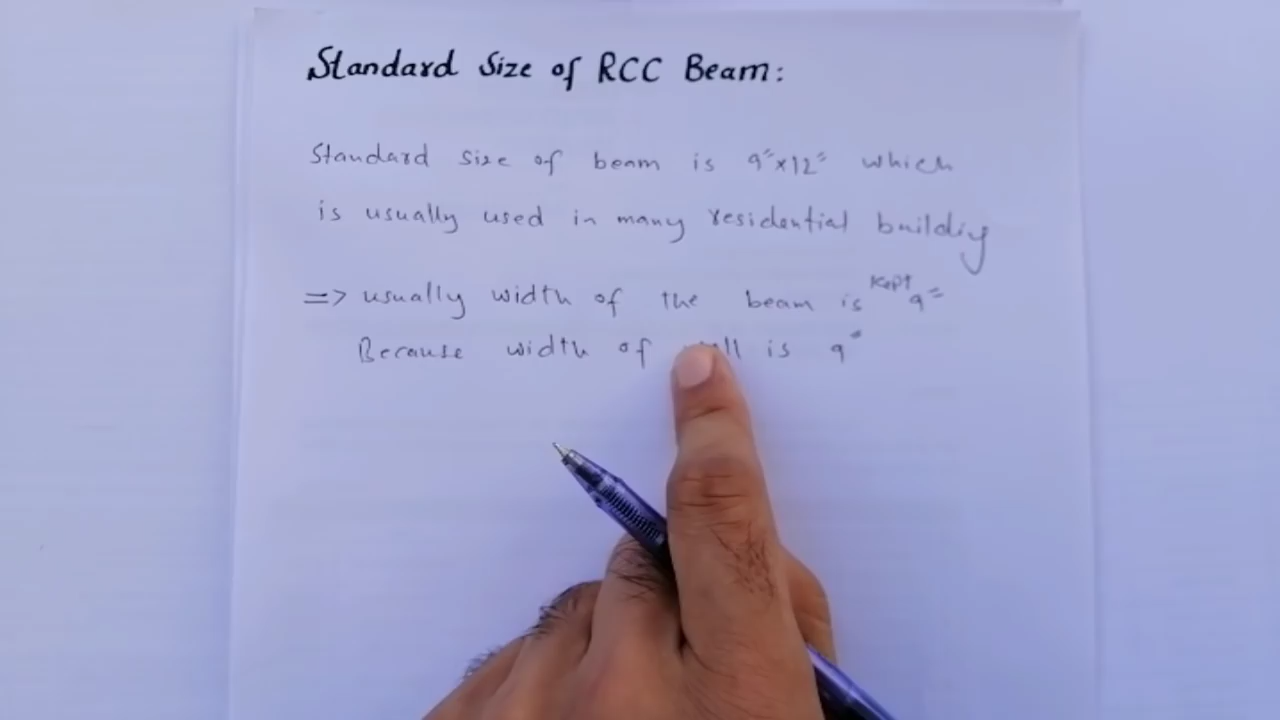 Standard Size of RCC Beam:
Standard size of beam is 9"x12" which
is usually used in many residential building
=> usually width of the beam is kept 9"
Because width of wall is 9"